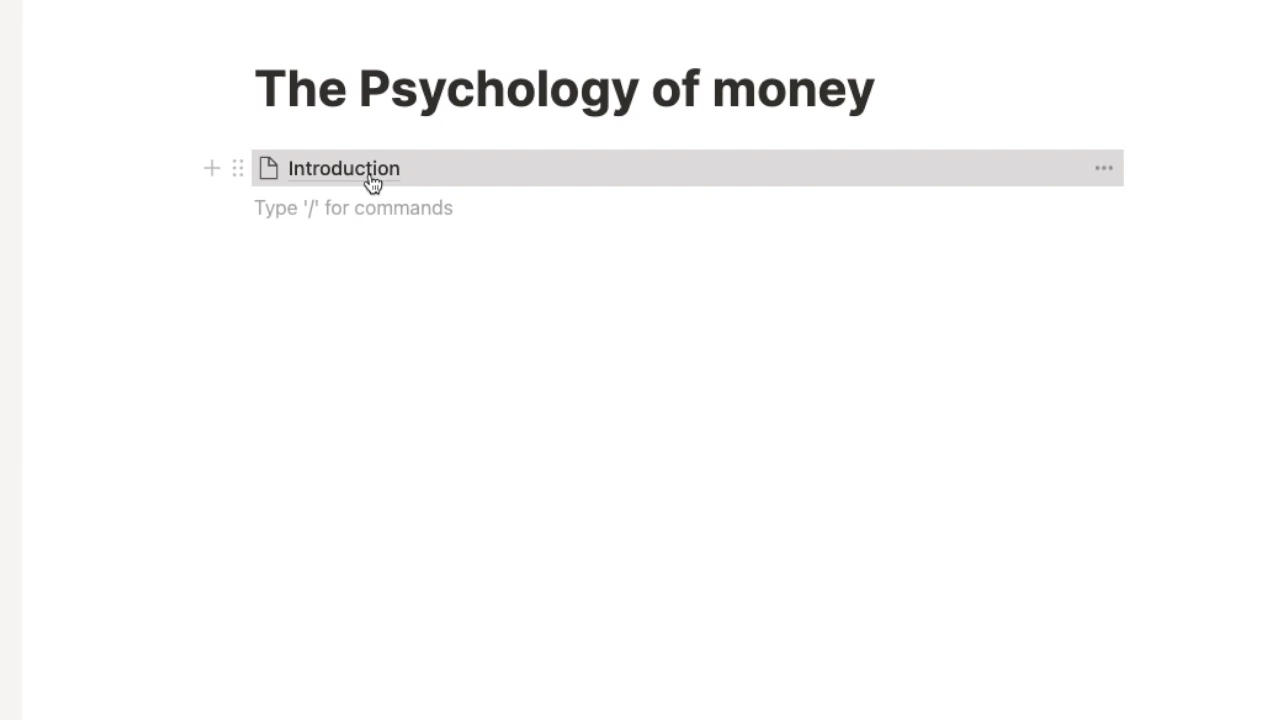 The Psychology of money
Introduction
Type '/' for commands